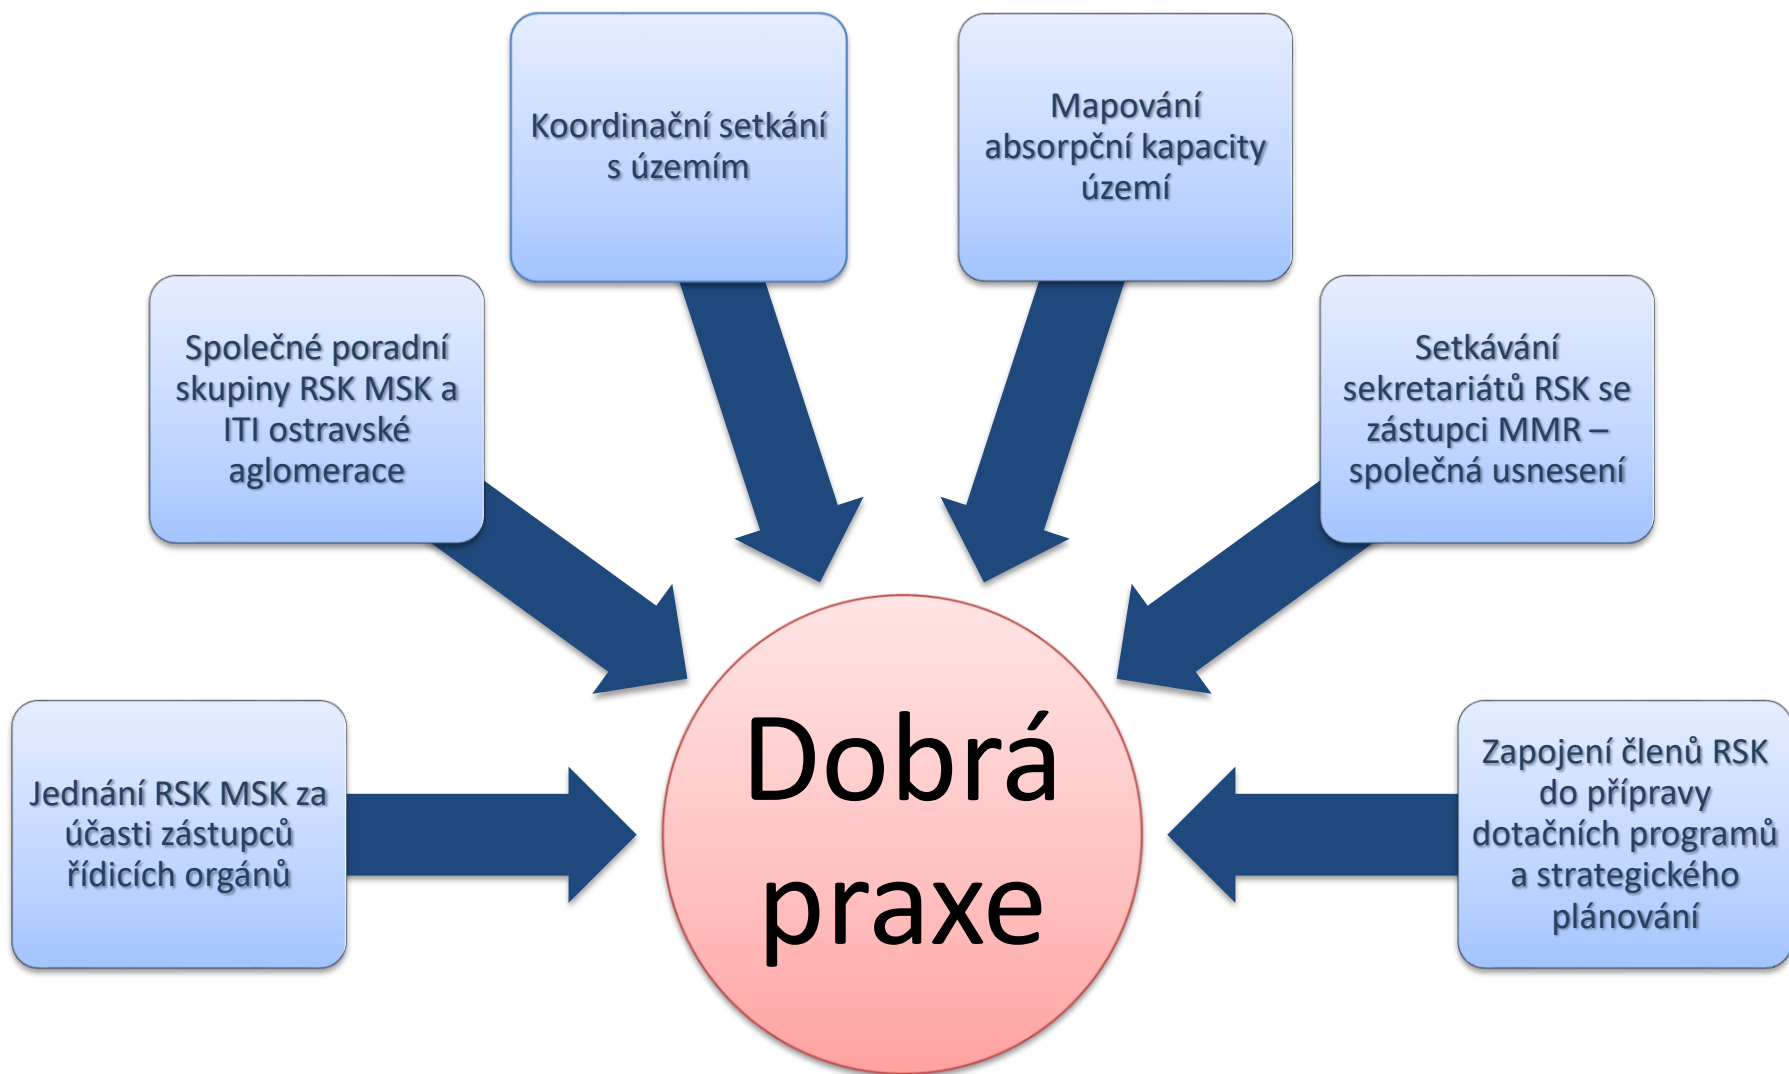 Koordinační setkání
s územím
Mapování
absorpční kapacity
území
Společné poradní
skupiny RSK MSK a
ITI ostravské
aglomerace
Setkávání
sekretariátů RSK se
zástupci MMR –
společná usnesení
Jednání RSK MSK za
účasti zástupců
řídicích orgánů
Dobrá
praxe
Zapojení členů RSK
do přípravy
dotačních programů
a strategického
plánování